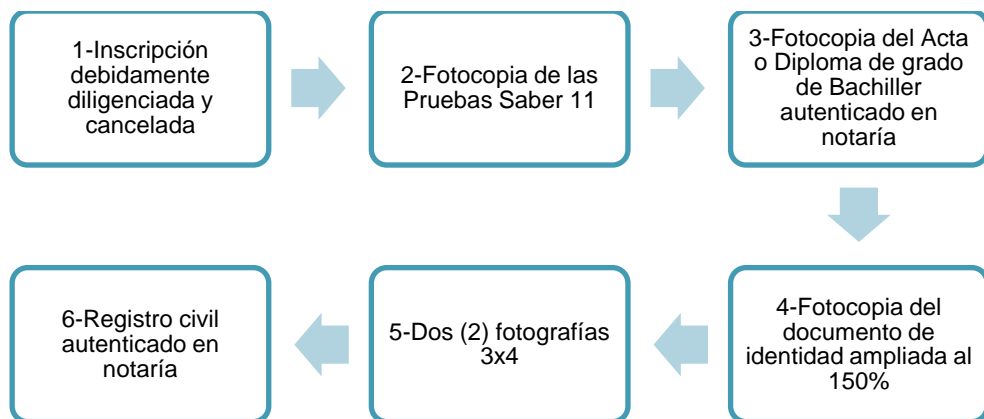 1-Inscripción
debidamente
diligenciada y
cancelada
2-Fotocopia de las
Pruebas Saber 11
3-Fotocopia del Acta
o Diploma de grado
de Bachiller
autenticado en
notaría
4-Fotocopia del
documento de
identidad ampliada al
150%
5-Dos (2) fotografías
3x4
6-Registro civil
autenticado en
notaría